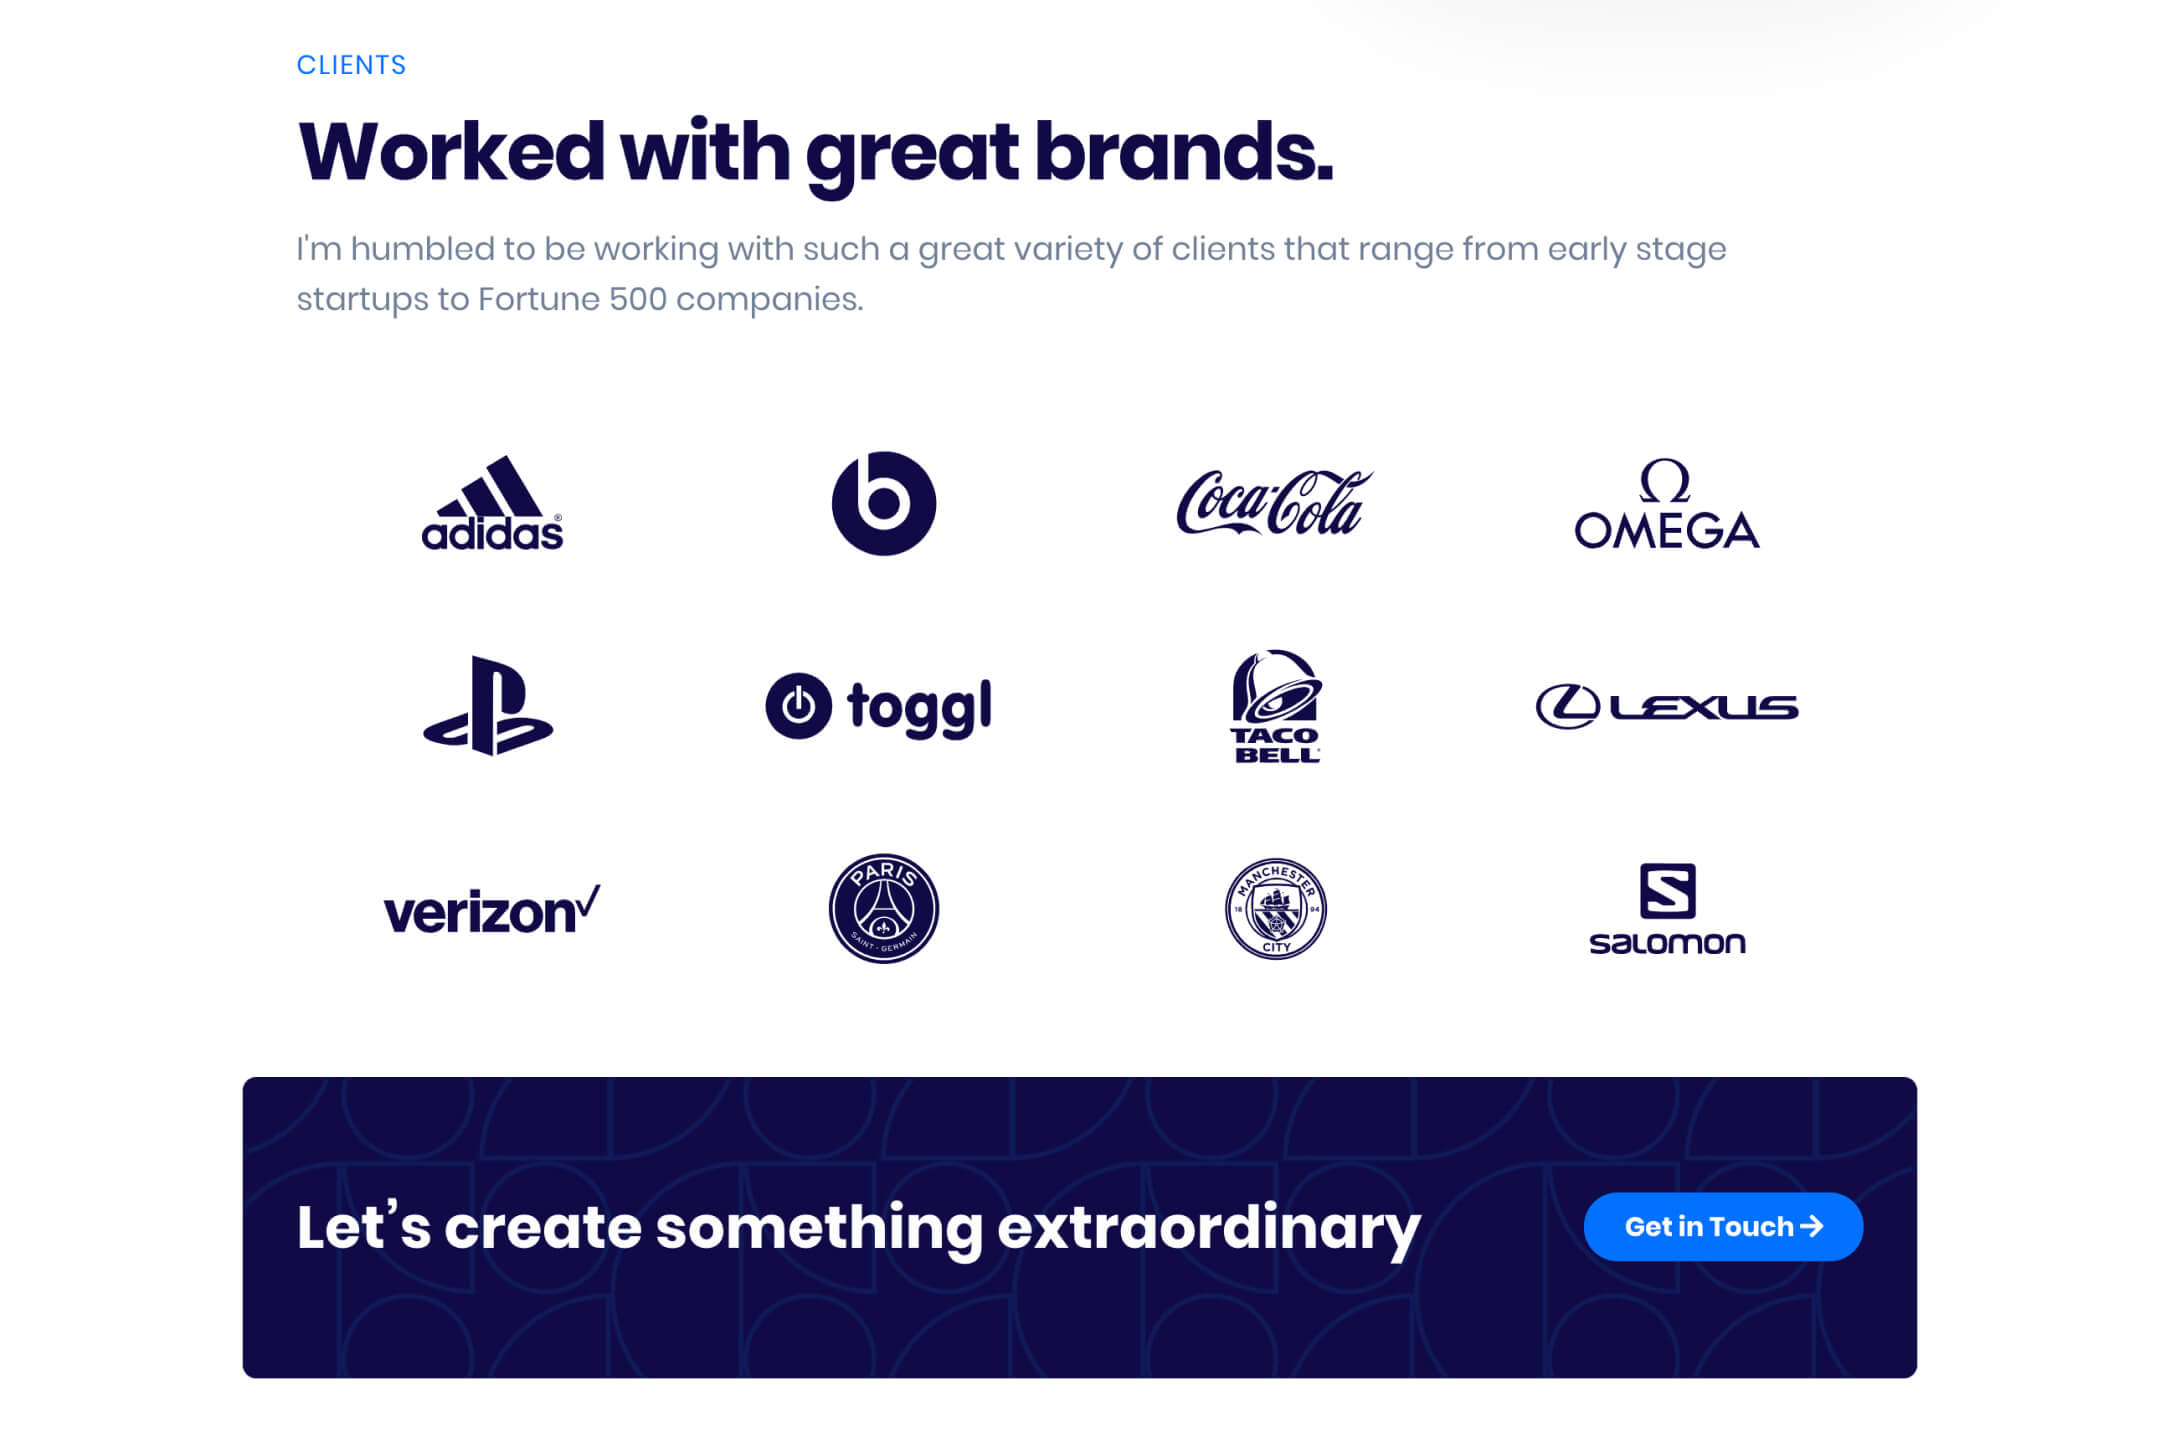 CLIENTS
Worked with great brands.
I'm humbled to be working with such a great variety of clients that range from early stage
startups to Fortune 500 companies.
adidas®
b
Coca-Cola
Ω
OMEGA
toggl
TACO
BELL
LEXUS
verizon✓
PARIS
SAINT-GERMAIN
MANCHESTER
18 94
CITY
S
SALOMON
Let’s create something extraordinary
Get in Touch →